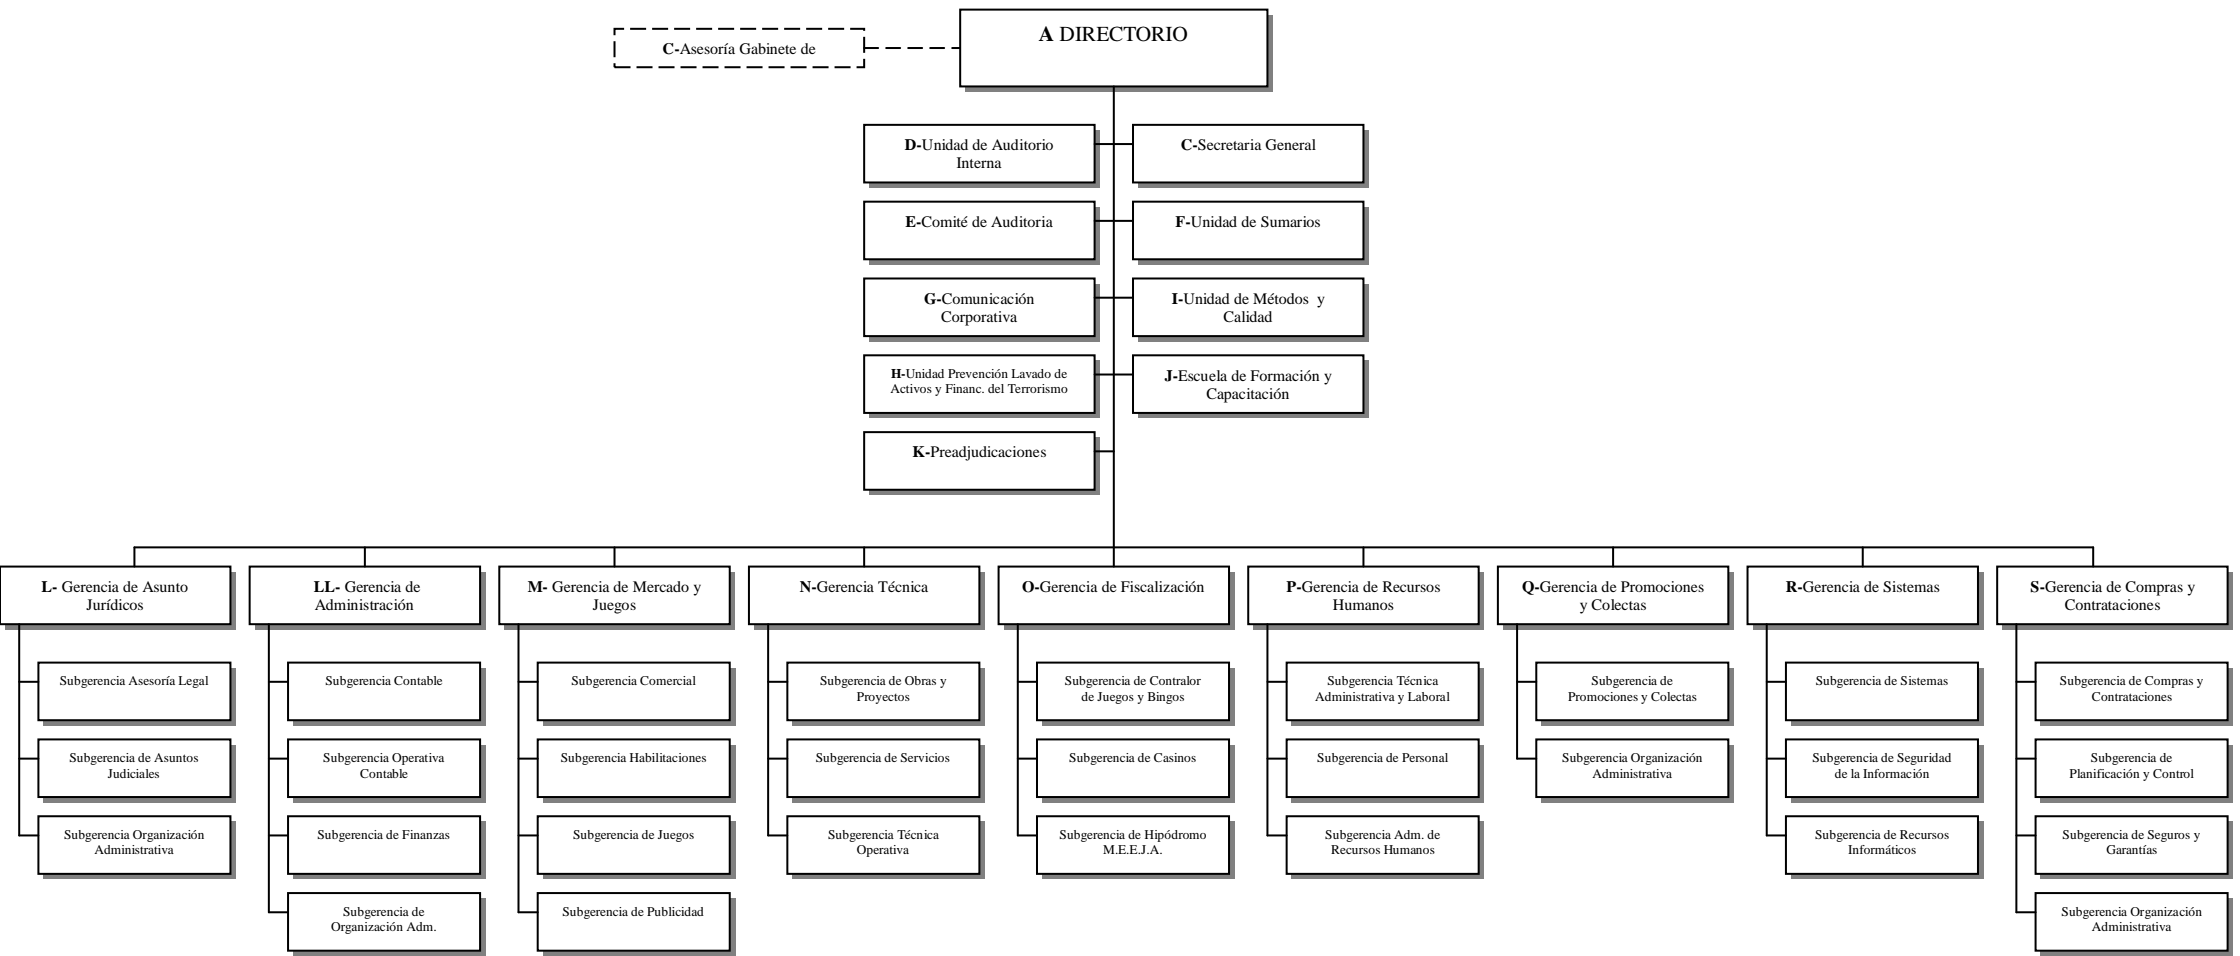 A DIRECTORIO
C-Asesoría Gabinete de
D-Unidad de Auditorio
Interna
C-Secretaria General
E-Comité de Auditoria
F-Unidad de Sumarios
G-Comunicación
Corporativa
I-Unidad de Métodos y
Calidad
H-Unidad Prevención Lavado de
Activos y Financ. del Terrorismo
J-Escuela de Formación y
Capacitación
K-Preadjudicaciones
L- Gerencia de Asunto
Jurídicos
LL- Gerencia de
Administración
M- Gerencia de Mercado y
Juegos
N-Gerencia Técnica
O-Gerencia de Fiscalización
P-Gerencia de Recursos
Humanos
Q-Gerencia de Promociones
y Colectas
R-Gerencia de Sistemas
S-Gerencia de Compras y
Contrataciones
Subgerencia Asesoría Legal
Subgerencia Contable
Subgerencia Comercial
Subgerencia de Obras y
Proyectos
Subgerencia de Contralor
de Juegos y Bingos
Subgerencia Técnica
Administrativa y Laboral
Subgerencia de
Promociones y Colectas
Subgerencia de Sistemas
Subgerencia de Compras y
Contrataciones
Subgerencia de Asuntos
Judiciales
Subgerencia Operativa
Contable
Subgerencia Habilitaciones
Subgerencia de Servicios
Subgerencia de Casinos
Subgerencia de Personal
Subgerencia Organización
Administrativa
Subgerencia de Seguridad
de la Información
Subgerencia de
Planificación y Control
Subgerencia Organización
Administrativa
Subgerencia de Finanzas
Subgerencia de Juegos
Subgerencia Técnica
Operativa
Subgerencia de Hipódromo
M.E.E.J.A.
Subgerencia Adm. de
Recursos Humanos
Subgerencia de Recursos
Informáticos
Subgerencia de Seguros y
Garantías
Subgerencia de
Organización Adm.
Subgerencia de Publicidad
Subgerencia Organización
Administrativa